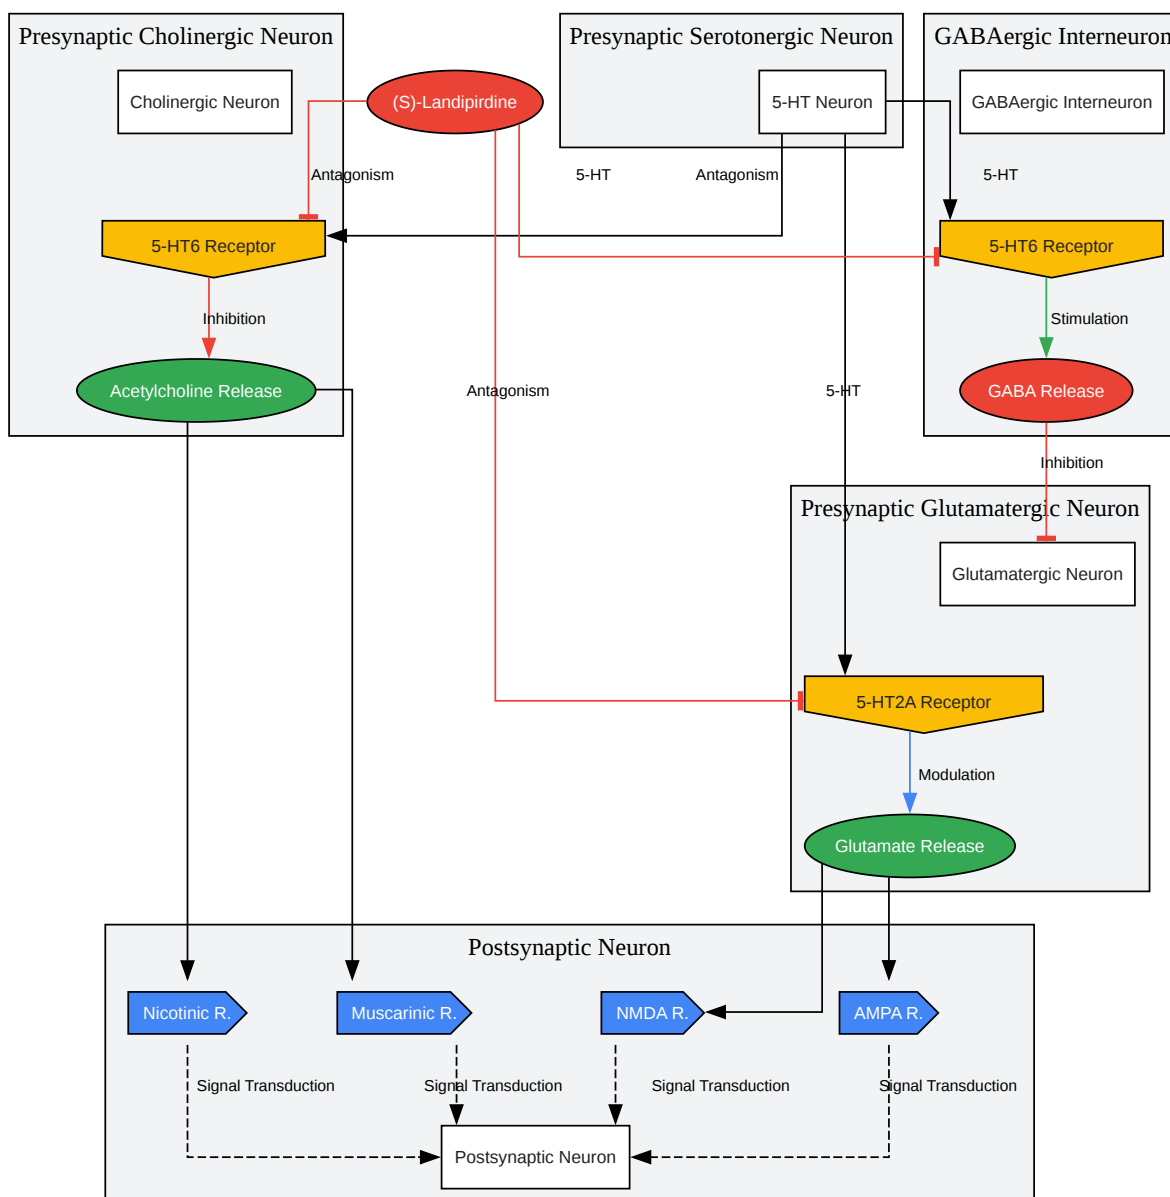 Presynaptic Cholinergic Neuron
Presynaptic Serotonergic Neuron
GABAergic Interneuron
Cholinergic Neuron
(S)-Landipirdine
5-HT Neuron
GABAergic Interneuron
Antagonism
5-HT
Antagonism
5-HT
5-HT6 Receptor
5-HT6 Receptor
Inhibition
Stimulation
Acetylcholine Release
Antagonism
5-HT
GABA Release
Inhibition
Presynaptic Glutamatergic Neuron
Glutamatergic Neuron
5-HT2A Receptor
Modulation
Glutamate Release
Postsynaptic Neuron
Nicotinic R.
Muscarinic R.
NMDA R.
AMPA R.
Signal Transduction
Signal Transduction
Signal Transduction
Signal Transduction
Postsynaptic Neuron